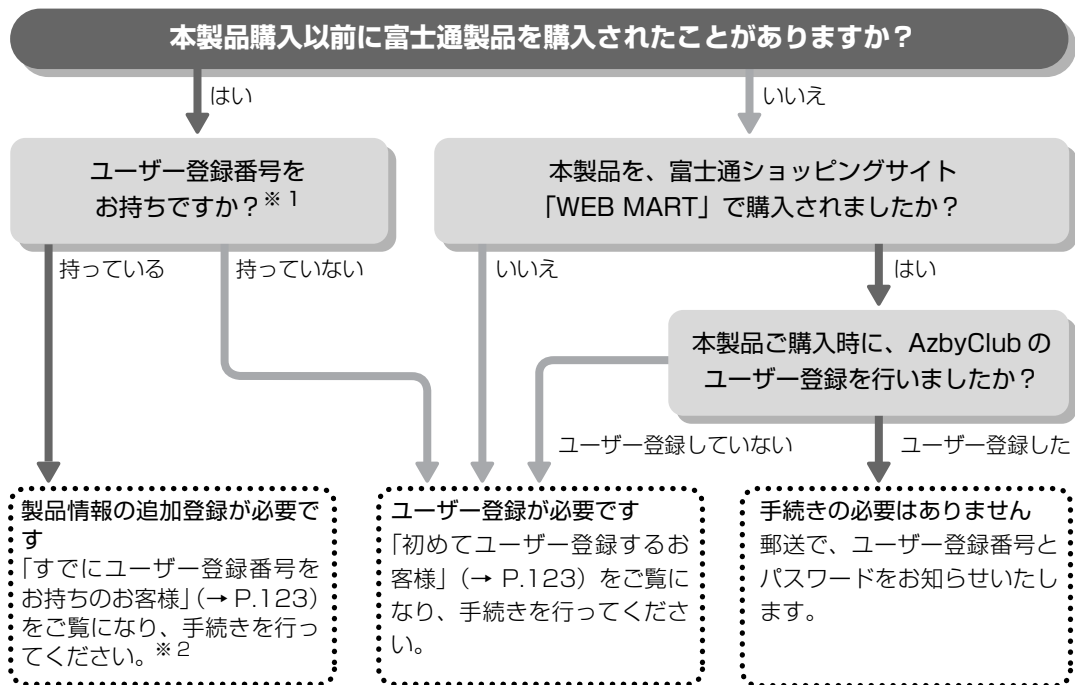 本製品購入以前に富士通製品を購入されたことがありますか？
はい
いいえ
ユーザー登録番号を
お持ちですか？※１
本製品を、富士通ショッピングサイト
「WEB MART」で購入されましたか？
持っている
持っていない
いいえ
はい
本製品ご購入時に、AzbyClub の
ユーザー登録を行いましたか？
ユーザー登録していない
ユーザー登録した
製品情報の追加登録が必要で
す
「すでにユーザー登録番号を
お持ちのお客様」（→ P.123）
をご覧になり、手続きを行っ
てください。※２
ユーザー登録が必要です
「初めてユーザー登録するお
客様」（→ P.123）をご覧に
なり、手続きを行ってくださ
い。
手続きの必要はありません
郵送で、ユーザー登録番号と
パスワードをお知らせいたし
ます。